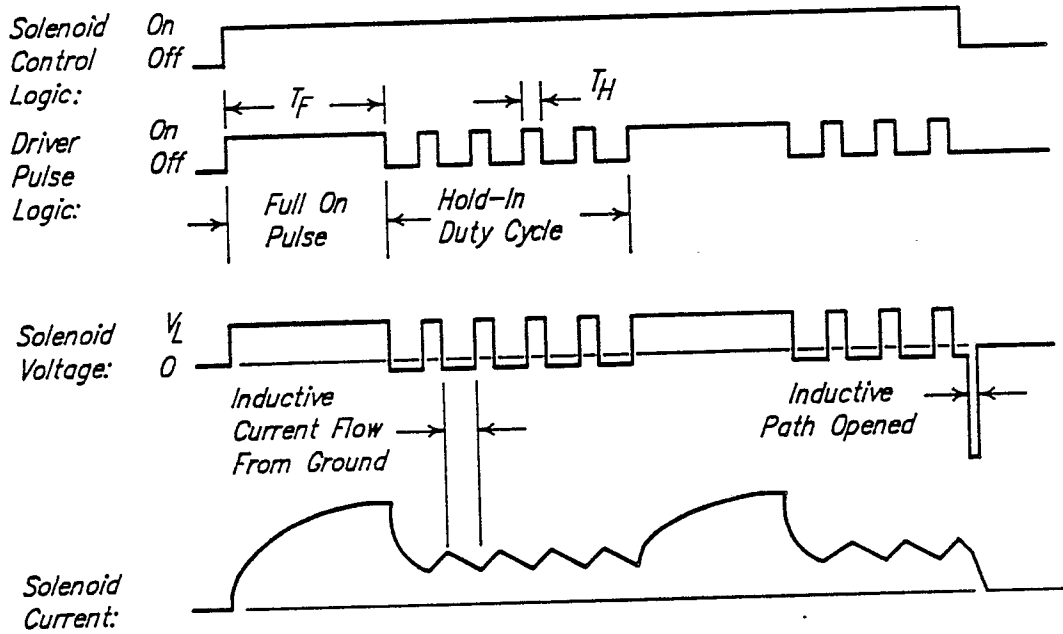 Solenoid On
Control Off
Logic:
T_F
T_H
Driver On
Pulse Off
Logic:
Full On
Pulse
Hold-In
Duty Cycle
Solenoid V_L
Voltage: 0
Inductive
Current Flow
From Ground
Inductive
Path Opened
Solenoid
Current: